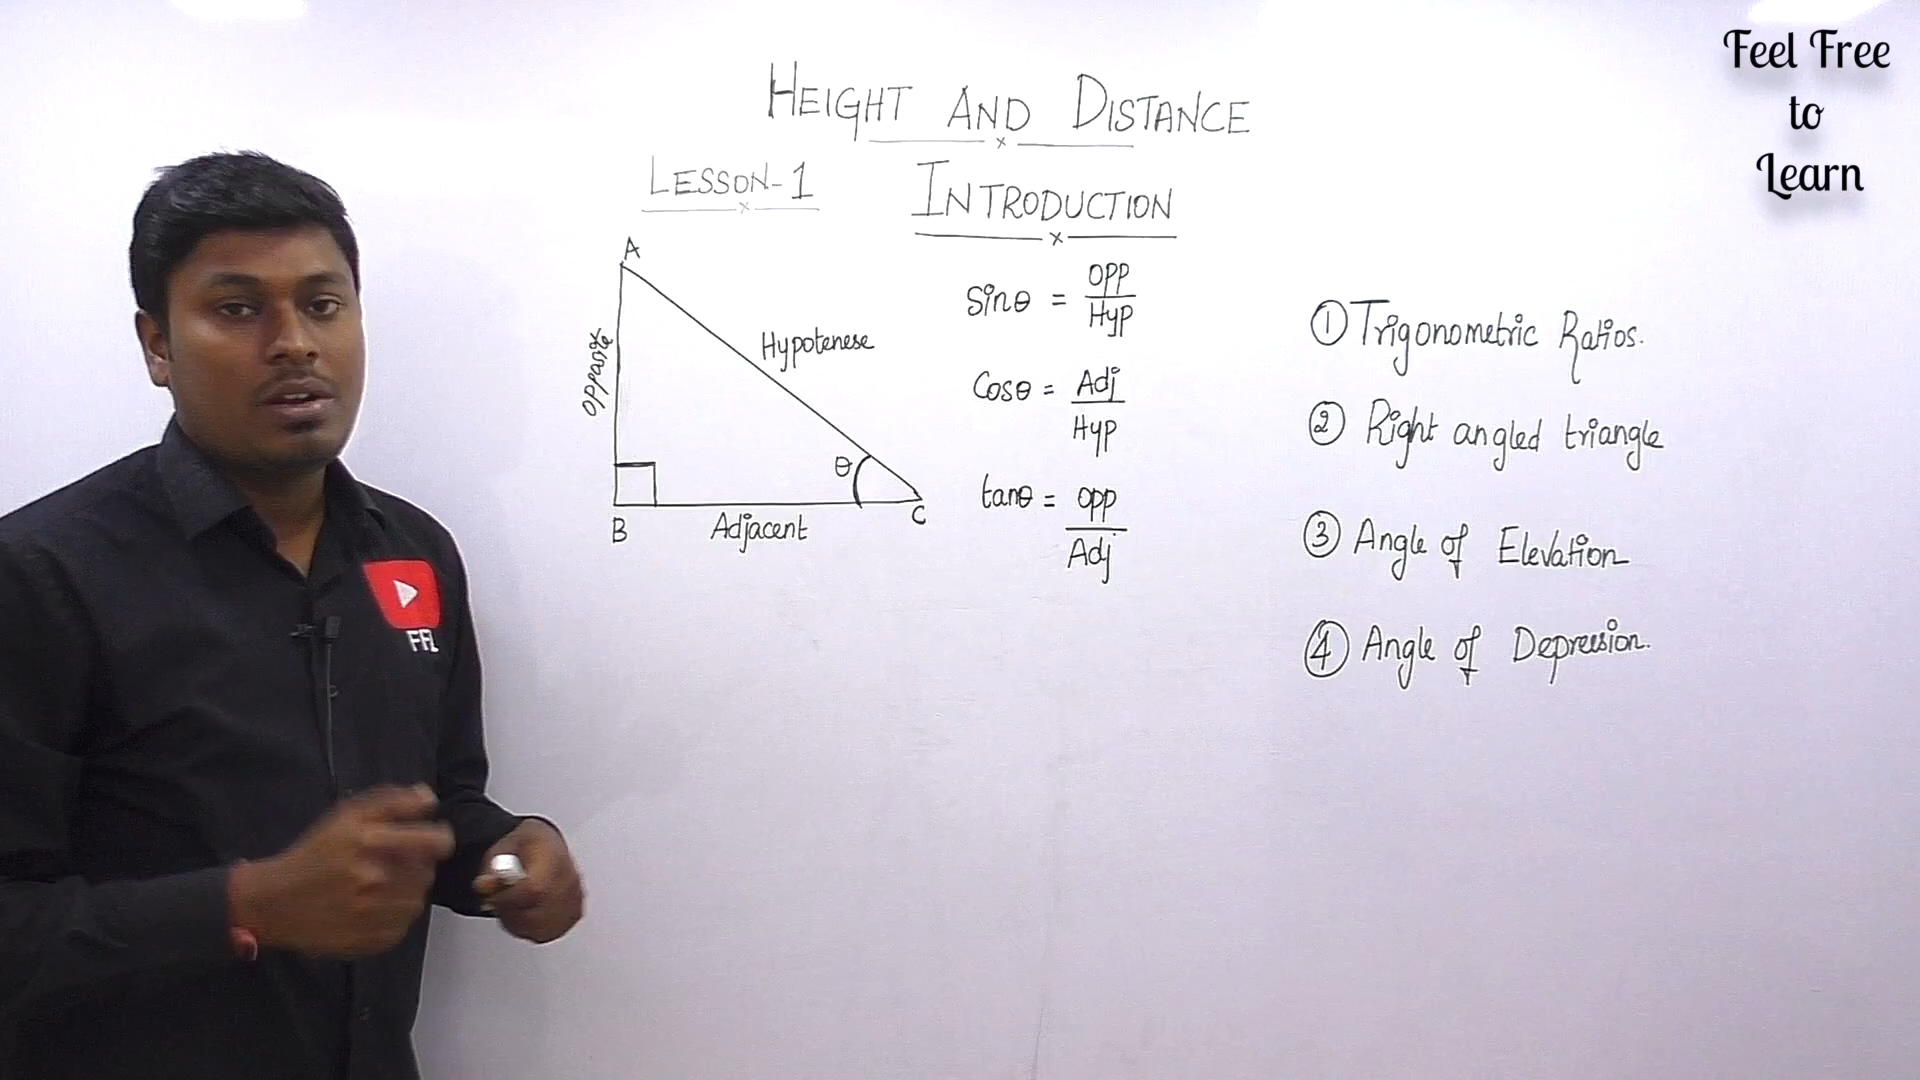 Feel Free
to
Learn
HEIGHT AND DISTANCE
LESSON-1
INTRODUCTION
A
Opposite
Hypotenese
θ
B
Adjacent
C
Sinθ = OPP
Hyp
Cosθ = Adj
Hyp
tanθ = OPP
Adj
① Trigonometric Ratios.
② Right angled triangle
③ Angle of Elevation
④ Angle of Depression.
FFL